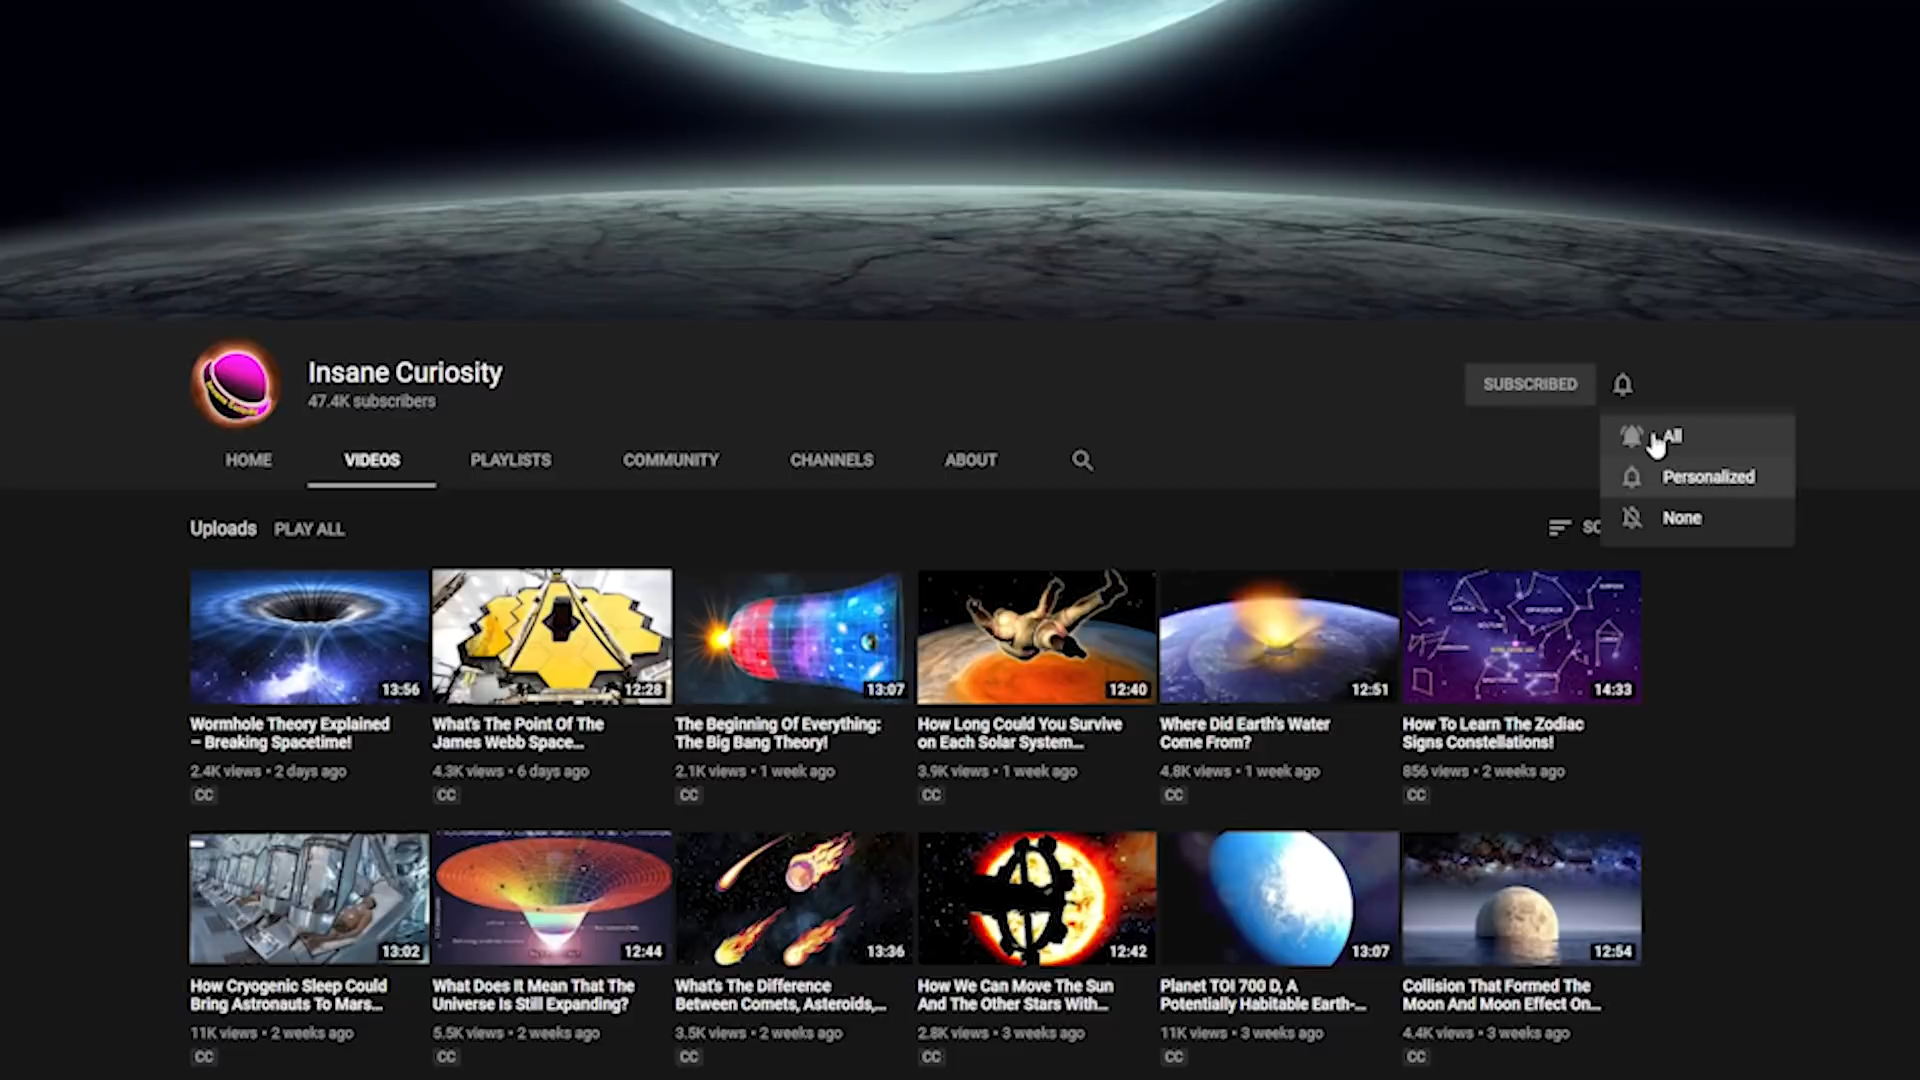 Insane Curiosity
47.4K subscribers
SUBSCRIBED
All
Personalized
None
HOME
VIDEOS
PLAYLISTS
COMMUNITY
CHANNELS
ABOUT
Uploads
PLAY ALL
13:56
12:28
13:07
12:40
12:51
14:33
Wormhole Theory Explained
– Breaking Spacetime!
2.4K views • 2 days ago
CC
What's The Point Of The
James Webb Space...
4.3K views • 6 days ago
CC
The Beginning Of Everything:
The Big Bang Theory!
2.1K views • 1 week ago
CC
How Long Could You Survive
on Each Solar System...
3.9K views • 1 week ago
CC
Where Did Earth's Water
Come From?
4.8K views • 1 week ago
CC
How To Learn The Zodiac
Signs Constellations!
856 views • 2 weeks ago
CC
13:02
12:44
13:36
12:42
13:07
12:54
How Cryogenic Sleep Could
Bring Astronauts To Mars...
11K views • 2 weeks ago
CC
What Does It Mean That The
Universe Is Still Expanding?
5.5K views • 2 weeks ago
CC
What's The Difference
Between Comets, Asteroids,...
3.5K views • 2 weeks ago
CC
How We Can Move The Sun
And The Other Stars With...
2.8K views • 3 weeks ago
CC
Planet TOI 700 D, A
Potentially Habitable Earth-...
11K views • 3 weeks ago
CC
Collision That Formed The
Moon And Moon Effect On...
4.4K views • 3 weeks ago
CC